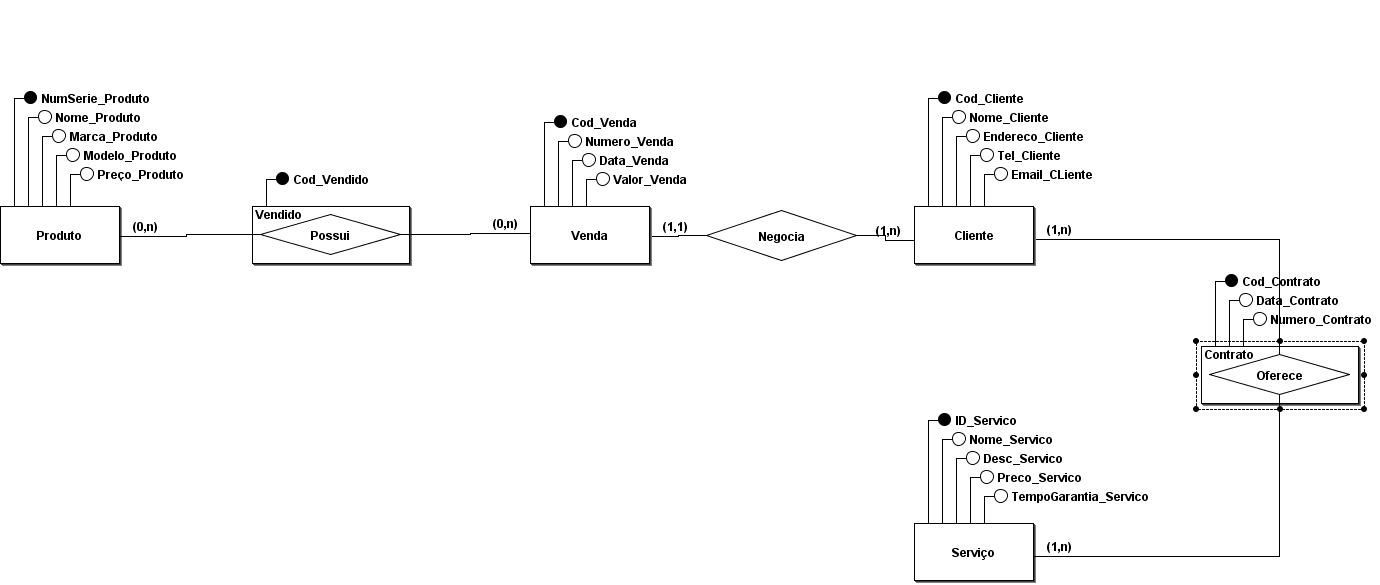 NumSerie_Produto
Nome_Produto
Marca_Produto
Modelo_Produto
Preço_Produto
Produto
(0,n)
Cod_Vendido
Vendido
Possui
(0,n)
Cod_Venda
Numero_Venda
Data_Venda
Valor_Venda
Venda
(1,1)
Negocia
(1,n)
Cod_Cliente
Nome_Cliente
Endereco_Cliente
Tel_Cliente
Email_CLiente
Cliente
(1,n)
Cod_Contrato
Data_Contrato
Numero_Contrato
Contrato
Oferece
ID_Servico
Nome_Servico
Desc_Servico
Preco_Servico
TempoGarantia_Servico
Serviço
(1,n)